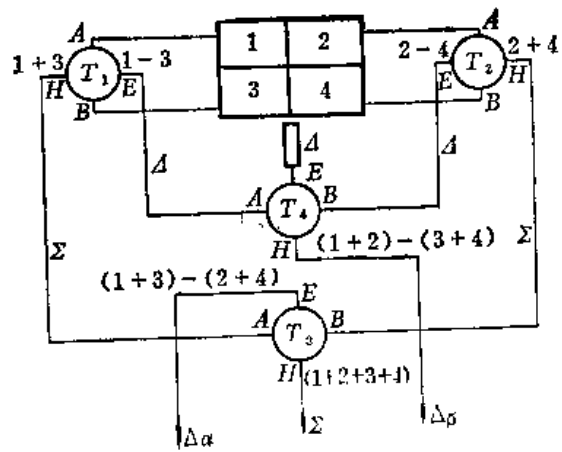 A 1 2 A
1+3 T₁ 1-3 2-4 T₂ 2+4
H E E H
B 3 4 B
Δ Δ Δ
E
A T₄ B
H (1+2)-(3+4)
Σ Σ
(1+3)-(2+4)
E
A T₃ B
H (1+2+3+4)
Δα Σ Δβ